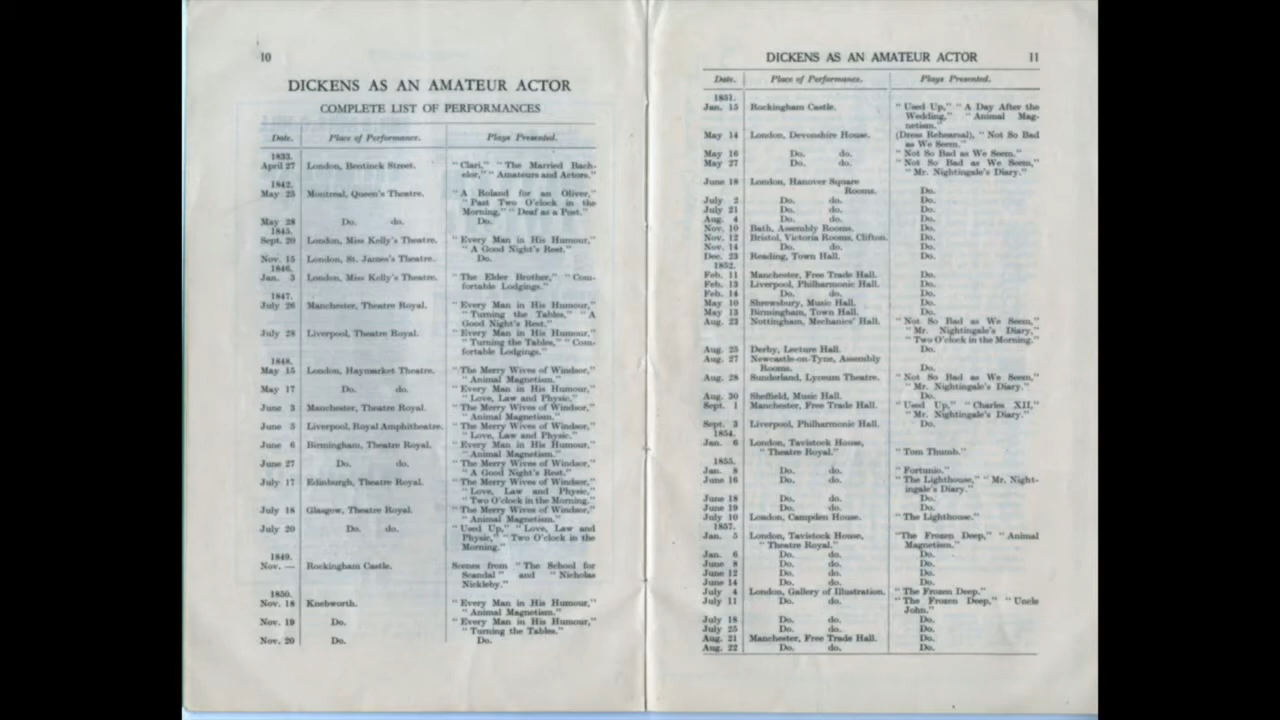 10
DICKENS AS AN AMATEUR ACTOR
COMPLETE LIST OF PERFORMANCES
Date. Place of Performance. Plays Presented.
1833.
April 27 London, Bentinck Street. "Clari," "The Married Bach-
elor," "Amateurs and Actors."
1842.
May 25 Montreal, Queen's Theatre. "A Roland for an Oliver,"
"Past Two O'clock in the
Morning," "Deaf as a Post."
May 28 Do. do. Do.
1845.
Sept. 20 London, Miss Kelly's Theatre. "Every Man in His Humour,"
"A Good Night's Rest."
Nov. 15 London, St. James's Theatre. Do.
1846.
Jan. 3 London, Miss Kelly's Theatre. "The Elder Brother," "Com-
fortable Lodgings."
1847.
July 26 Manchester, Theatre Royal. "Every Man in His Humour,"
"Turning the Tables," "A
Good Night's Rest."
July 28 Liverpool, Theatre Royal. "Every Man in His Humour,"
"Turning the Tables," "Com-
fortable Lodgings."
1848.
May 15 London, Haymarket Theatre. "The Merry Wives of Windsor,"
"Animal Magnetism."
May 17 Do. do. "Every Man in His Humour,"
"Love, Law and Physic."
June 3 Manchester, Theatre Royal. "The Merry Wives of Windsor,"
"Animal Magnetism."
June 5 Liverpool, Royal Amphitheatre. "The Merry Wives of Windsor,"
"Love, Law and Physic."
June 6 Birmingham, Theatre Royal. "Every Man in His Humour,"
"Animal Magnetism."
June 27 Do. do. "The Merry Wives of Windsor,"
"A Good Night's Rest."
July 17 Edinburgh, Theatre Royal. "The Merry Wives of Windsor,"
"Love, Law and Physic,"
"Two O'clock in the Morning."
July 18 Glasgow, Theatre Royal. "The Merry Wives of Windsor,"
"Animal Magnetism."
July 20 Do. do. "Used Up," "Love, Law and
Physic," "Two O'clock in the
Morning."
1849.
Nov. — Rockingham Castle. Scenes from "The School for
Scandal" and "Nicholas
Nickleby."
1850.
Nov. 18 Knebworth. "Every Man in His Humour,"
"Animal Magnetism."
Nov. 19 Do. "Every Man in His Humour,"
"Turning the Tables."
Nov. 20 Do. Do.
DICKENS AS AN AMATEUR ACTOR 11
Date. Place of Performance. Plays Presented.
1851.
Jan. 15 Rockingham Castle. "Used Up," "A Day After the
Wedding," "Animal Mag-
netism."
May 14 London, Devonshire House. (Dress Rehearsal), "Not So Bad
as We Seem."
May 16 Do. do. "Not So Bad as We Seem."
May 27 Do. do. "Not So Bad as We Seem,"
"Mr. Nightingale's Diary."
June 18 London, Hanover Square
Rooms. Do.
July 2 Do. do. Do.
July 21 Do. do. Do.
Aug. 4 Do. do. Do.
Nov. 10 Bath, Assembly Rooms. Do.
Nov. 12 Bristol, Victoria Rooms, Clifton. Do.
Nov. 14 Do. do. Do.
Dec. 23 Reading, Town Hall. Do.
1852.
Feb. 11 Manchester, Free Trade Hall. Do.
Feb. 13 Liverpool, Philharmonic Hall. Do.
Feb. 14 Do. do. Do.
May 10 Shrewsbury, Music Hall. Do.
May 13 Birmingham, Town Hall. Do.
Aug. 23 Nottingham, Mechanics' Hall. "Not So Bad as We Seem,"
"Mr. Nightingale's Diary,"
"Two O'clock in the Morning."
Aug. 25 Derby, Lecture Hall. Do.
Aug. 27 Newcastle-on-Tyne, Assembly
Rooms. Do.
Aug. 28 Sunderland, Lyceum Theatre. "Not So Bad as We Seem,"
"Mr. Nightingale's Diary."
Aug. 30 Sheffield, Music Hall. Do.
Sept. 1 Manchester, Free Trade Hall. "Used Up," "Charles XII,"
"Mr. Nightingale's Diary."
Sept. 3 Liverpool, Philharmonic Hall. Do.
1854.
Jan. 6 London, Tavistock House,
"Theatre Royal." "Tom Thumb."
1855.
Jan. 8 Do. do. "Fortunio."
June 16 Do. do. "The Lighthouse," "Mr. Night-
ingale's Diary."
June 18 Do. do. Do.
June 19 Do. do. Do.
July 10 London, Campden House. "The Lighthouse."
1857.
Jan. 5 London, Tavistock House, "The Frozen Deep," "Animal
"Theatre Royal." Magnetism."
Jan. 6 Do. do. Do.
June 8 Do. do. Do.
June 12 Do. do. Do.
June 14 Do. do. Do.
July 4 London, Gallery of Illustration. "The Frozen Deep."
July 11 Do. do. "The Frozen Deep," "Uncle
John."
July 18 Do. do. Do.
July 25 Do. do. Do.
Aug. 21 Manchester, Free Trade Hall. Do.
Aug. 22 Do. do. Do.